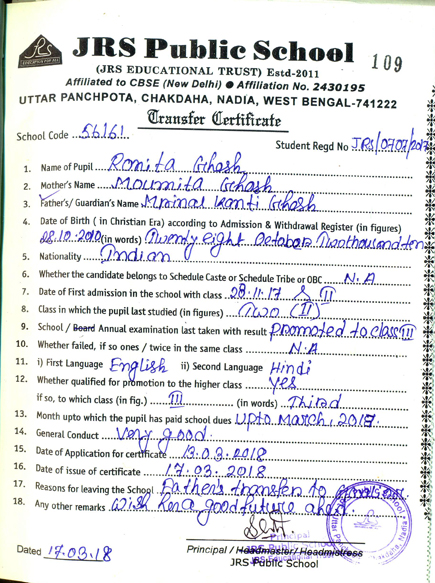 JRS Public School
109
(JRS EDUCATIONAL TRUST) Estd-2011
Affiliated to CBSE (New Delhi) ● Affiliation No. 2430195
UTTAR PANCHPOTA, CHAKDAHA, NADIA, WEST BENGAL-741222
Transfer Certificate
School Code ...56161...
Student Regd No JRS/0707/2017
1. Name of Pupil Romita Ghosh
2. Mother's Name Moumita Ghosh
3. Father's/ Guardian's Name Mrinal Kanti Ghosh
4. Date of Birth ( in Christian Era) according to Admission & Withdrawal Register (in figures)
28.10.2010 (in words) Twenty eight October Twothousand ten
5. Nationality Indian
6. Whether the candidate belongs to Schedule Caste or Schedule Tribe or OBC N.A
7. Date of First admission in the school with class 28.11.17 & II
8. Class in which the pupil last studied (in figures) Two (II)
9. School / Board Annual examination last taken with result promoted to class III
10. Whether failed, if so ones / twice in the same class N.A
11. i) First Language English ii) Second Language Hindi
12. Whether qualified for promotion to the higher class Yes
if so, to which class (in fig.) III (in words) Third
13. Month upto which the pupil has paid school dues Upto March, 2017.
14. General Conduct Very good.
15. Date of Application for certificate 13.03.2018
16. Date of issue of certificate 17.03.2018
17. Reasons for leaving the School Father's transfer to
18. Any other remarks Wish her a good future ahead.
Principal
Dated 17.03.18
Principal / Headmaster/ Headmistress
JRS Public School